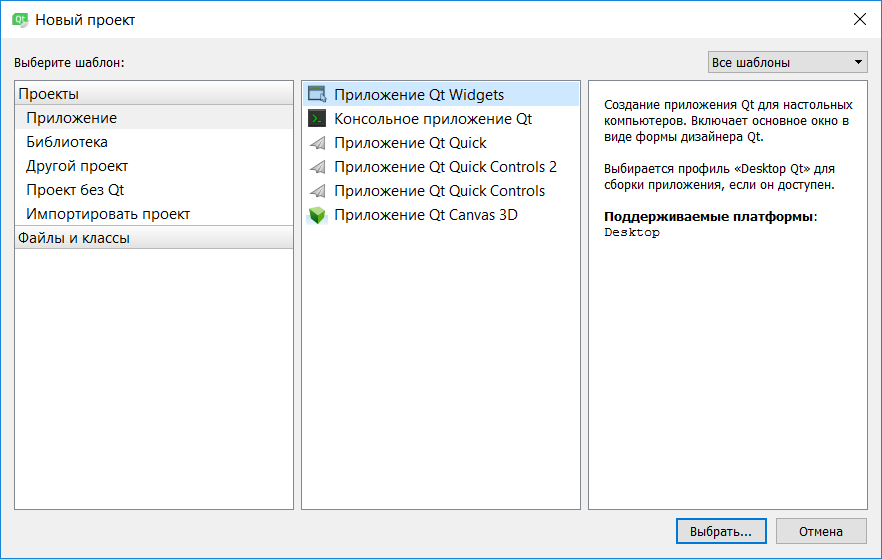 Новый проект
Выберите шаблон:
Все шаблоны
Проекты
Приложение
Библиотека
Другой проект
Проект без Qt
Импортировать проект
Файлы и классы
Приложение Qt Widgets
Консольное приложение Qt
Приложение Qt Quick
Приложение Qt Quick Controls 2
Приложение Qt Quick Controls
Приложение Qt Canvas 3D
Создание приложения Qt для настольных
компьютеров. Включает основное окно в
виде формы дизайнера Qt.
Выбирается профиль «Desktop Qt» для
сборки приложения, если он доступен.
Поддерживаемые платформы:
Desktop
Выбрать...
Отмена